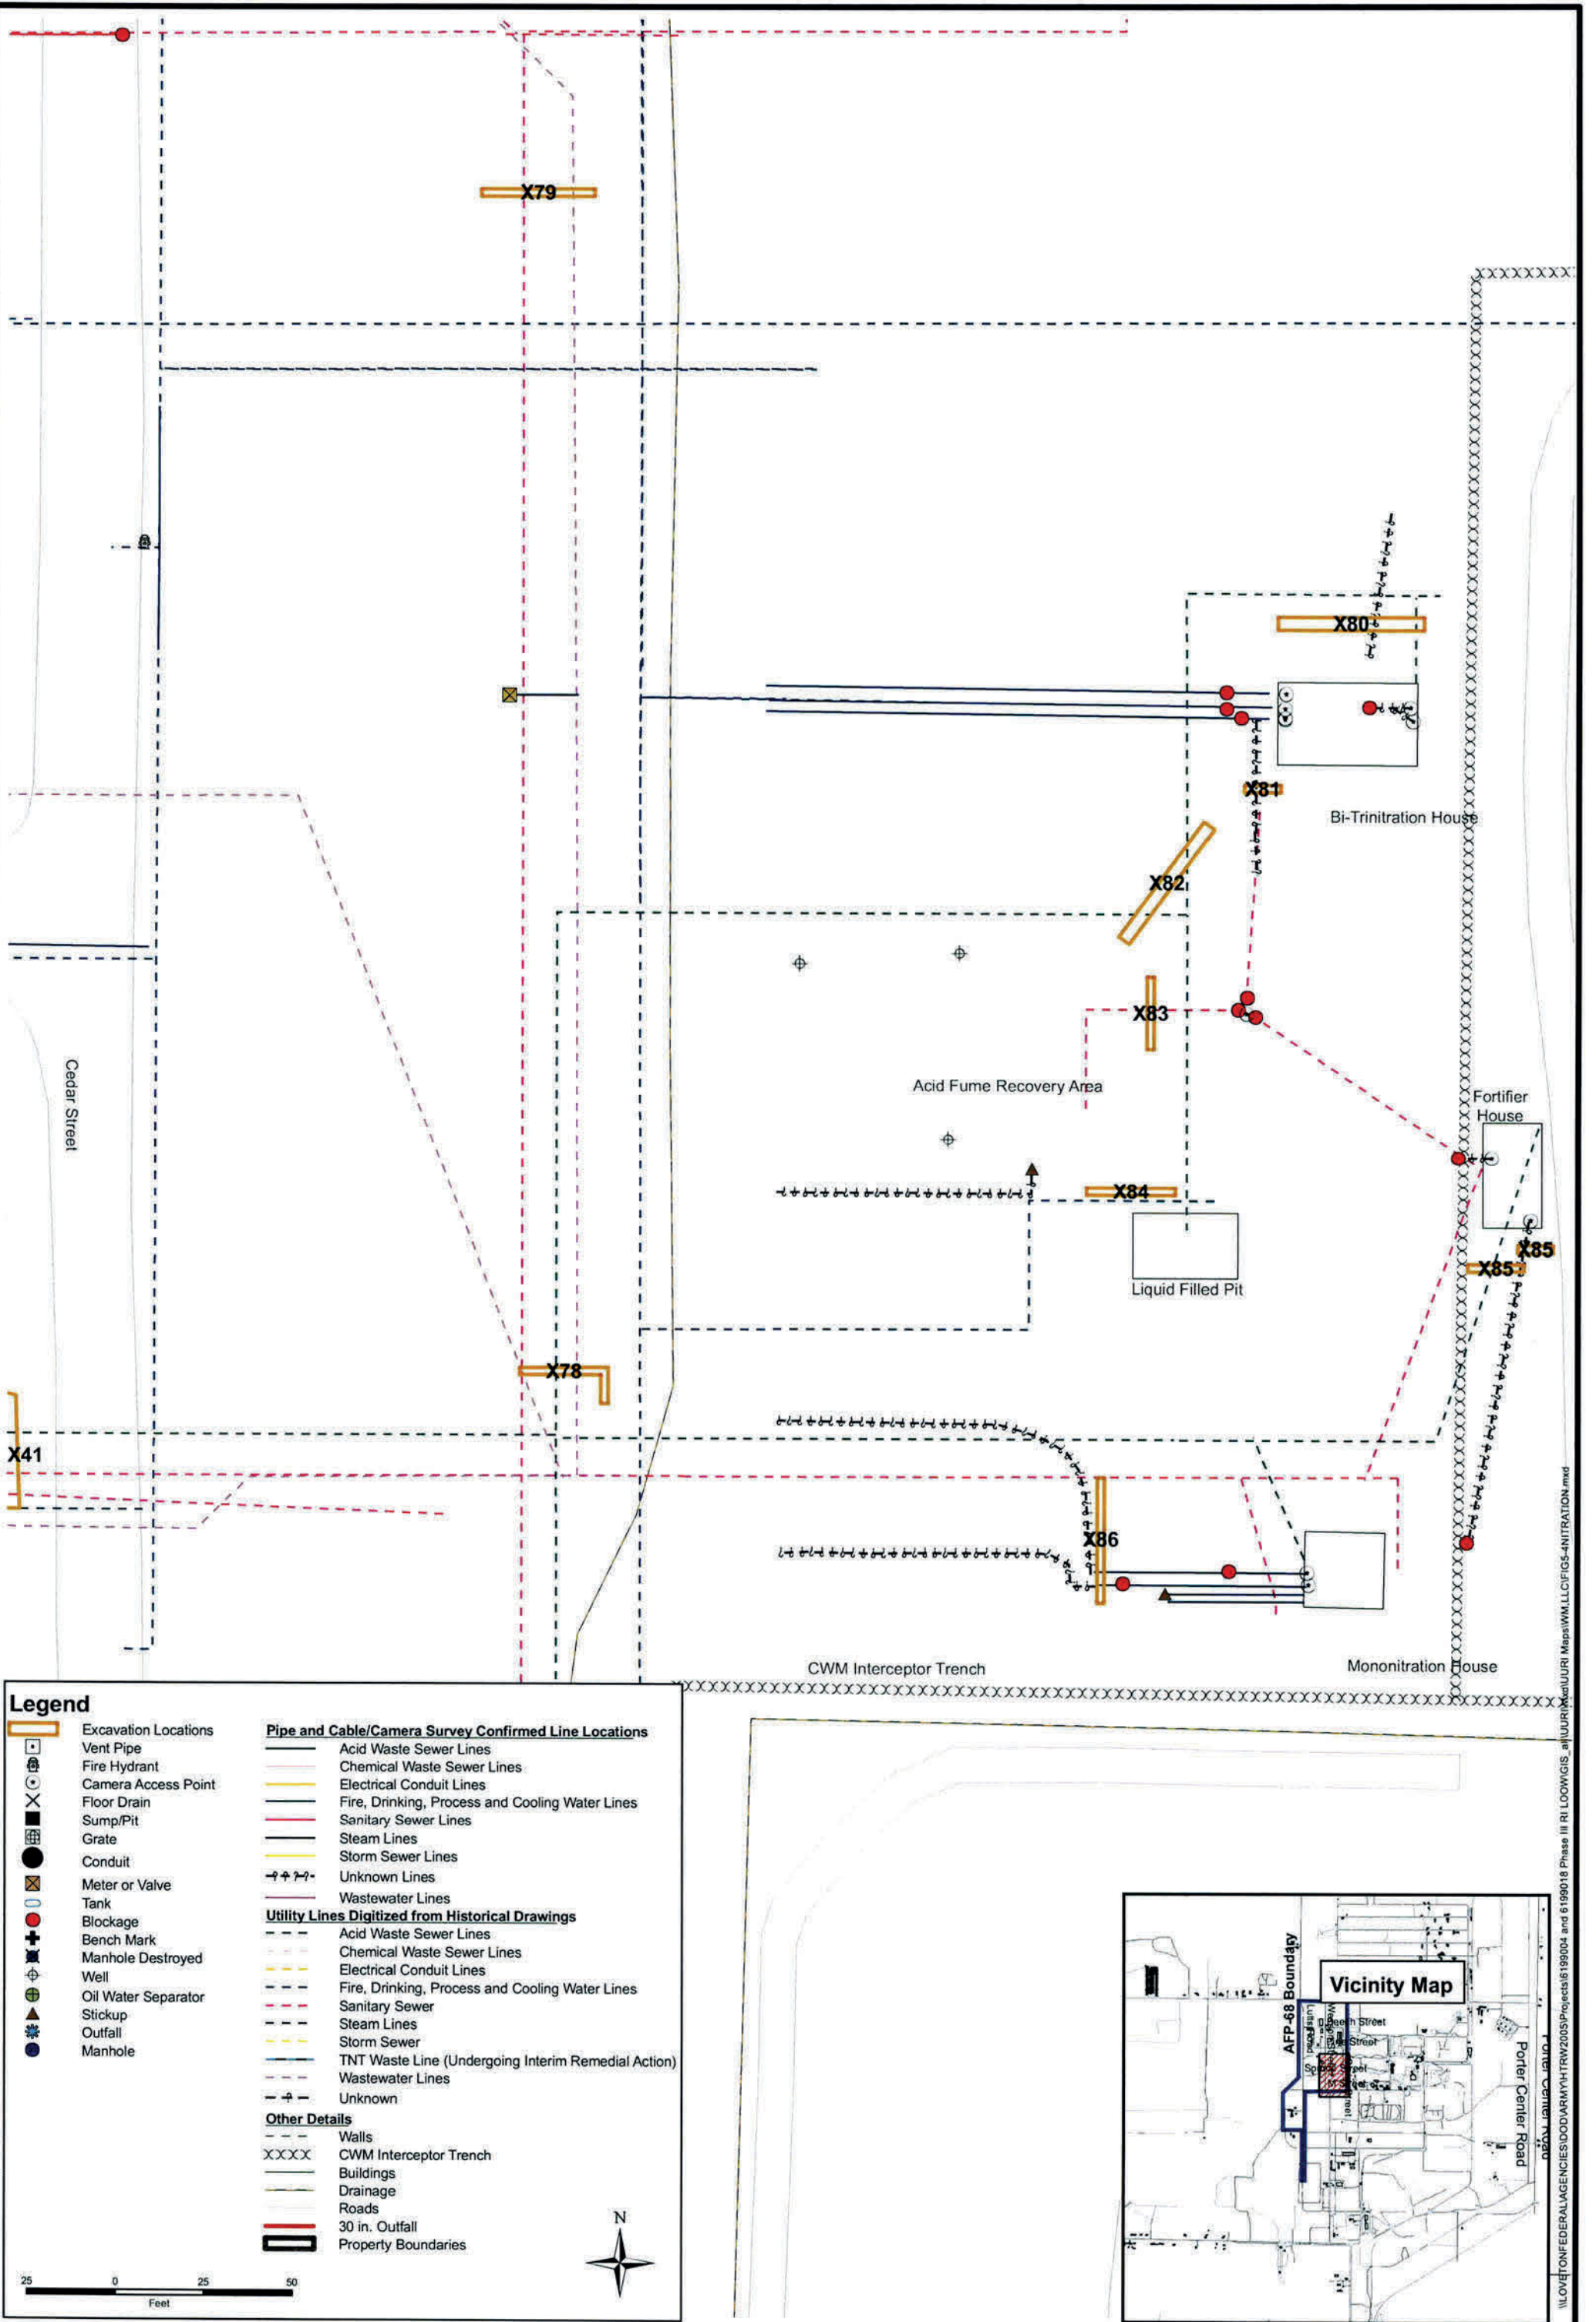 X79
X80
X81
Bi-Trinitration House
X82
X83
Cedar Street
Acid Fume Recovery Area
Fortifier
House
X84
X85
X85
Liquid Filled Pit
X78
X41
X86
CWM Interceptor Trench
Mononitration House
Legend
Excavation Locations
Vent Pipe
Fire Hydrant
Camera Access Point
Floor Drain
Sump/Pit
Grate
Conduit
Meter or Valve
Tank
Blockage
Bench Mark
Manhole Destroyed
Well
Oil Water Separator
Stickup
Outfall
Manhole
Pipe and Cable/Camera Survey Confirmed Line Locations
Acid Waste Sewer Lines
Chemical Waste Sewer Lines
Electrical Conduit Lines
Fire, Drinking, Process and Cooling Water Lines
Sanitary Sewer Lines
Steam Lines
Storm Sewer Lines
Unknown Lines
Wastewater Lines
Utility Lines Digitized from Historical Drawings
Acid Waste Sewer Lines
Chemical Waste Sewer Lines
Electrical Conduit Lines
Fire, Drinking, Process and Cooling Water Lines
Sanitary Sewer
Steam Lines
Storm Sewer
TNT Waste Line (Undergoing Interim Remedial Action)
Wastewater Lines
Unknown
Other Details
Walls
CWM Interceptor Trench
Buildings
Drainage
Roads
30 in. Outfall
Property Boundaries
N
25 0 25 50
Feet
Vicinity Map
AFP-68 Boundary
Street
Street
Street
Street
Porter Center Road
Porter Center Road